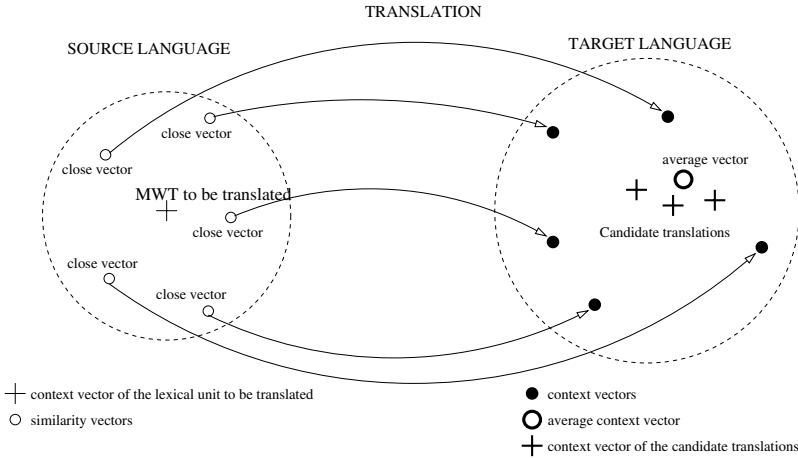 TRANSLATION
SOURCE LANGUAGE
TARGET LANGUAGE
close vector
close vector
average vector
MWT to be translated
close vector
Candidate translations
close vector
close vector
context vector of the lexical unit to be translated
similarity vectors
context vectors
average context vector
context vector of the candidate translations